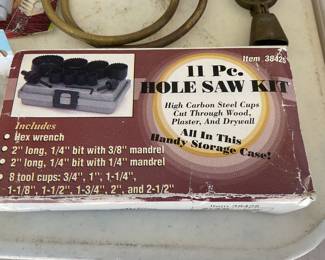 Item 38425
11 Pc.
HOLE SAW KIT
High Carbon Steel Cups
Cut Through Wood,
Plaster, And Drywall
All In This
Handy Storage Case!
Includes
• Hex wrench
• 2" long, 1/4" bit with 3/8" mandrel
• 2" long, 1/4" bit with 1/4" mandrel
• 8 tool cups: 3/4", 1", 1-1/4",
1-1/8", 1-1/2", 1-3/4", 2", and 2-1/2"